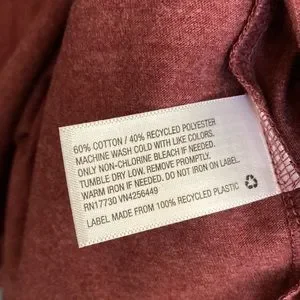 60% COTTON / 40% RECYCLED POLYESTER
MACHINE WASH COLD WITH LIKE COLORS.
ONLY NON-CHLORINE BLEACH IF NEEDED.
TUMBLE DRY LOW. REMOVE PROMPTLY.
WARM IRON IF NEEDED. DO NOT IRON ON LABEL
RN17730 VN4256449
LABEL MADE FROM 100% RECYCLED PLASTIC